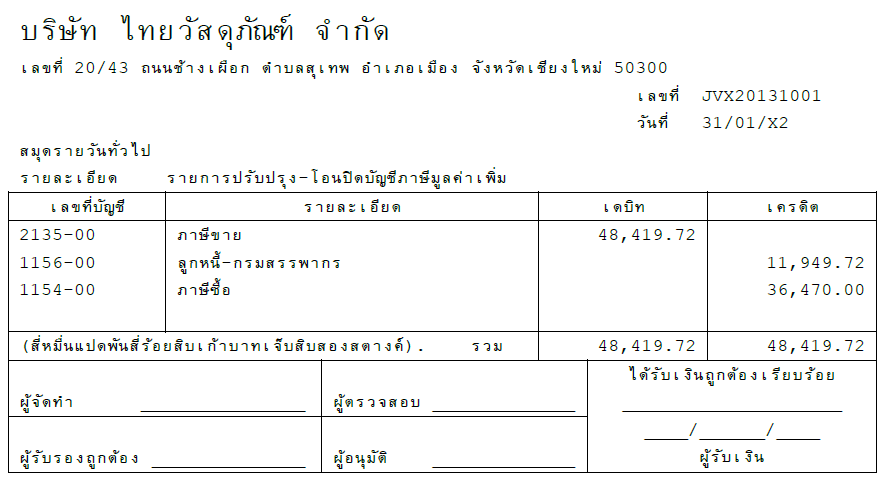 บริษัท ไทยวัสดุภัณฑ์ จำกัด
เลขที่ 20/43 ถนนช้างเผือก ตำบลสุเทพ อำเภอเมือง จังหวัดเชียงใหม่ 50300
เลขที่ JVX20131001
วันที่ 31/01/X2
สมุดรายวันทั่วไป
รายละเอียด รายการปรับปรุง-โอนปิดบัญชีภาษีมูลค่าเพิ่ม
เลขที่บัญชี รายละเอียด เดบิท เครดิต
2135-00 ภาษีขาย 48,419.72
1156-00 ลูกหนี้-กรมสรรพากร 11,949.72
1154-00 ภาษีซื้อ 36,470.00
(สี่หมื่นแปดพันสี่ร้อยสิบเก้าบาทเจ็บสิบสองสตางค์). รวม 48,419.72 48,419.72
ได้รับเงินถูกต้องเรียบร้อย
ผู้จัดทำ ผู้ตรวจสอบ
ผู้รับรองถูกต้อง ผู้อนุมัติ ผู้รับเงิน